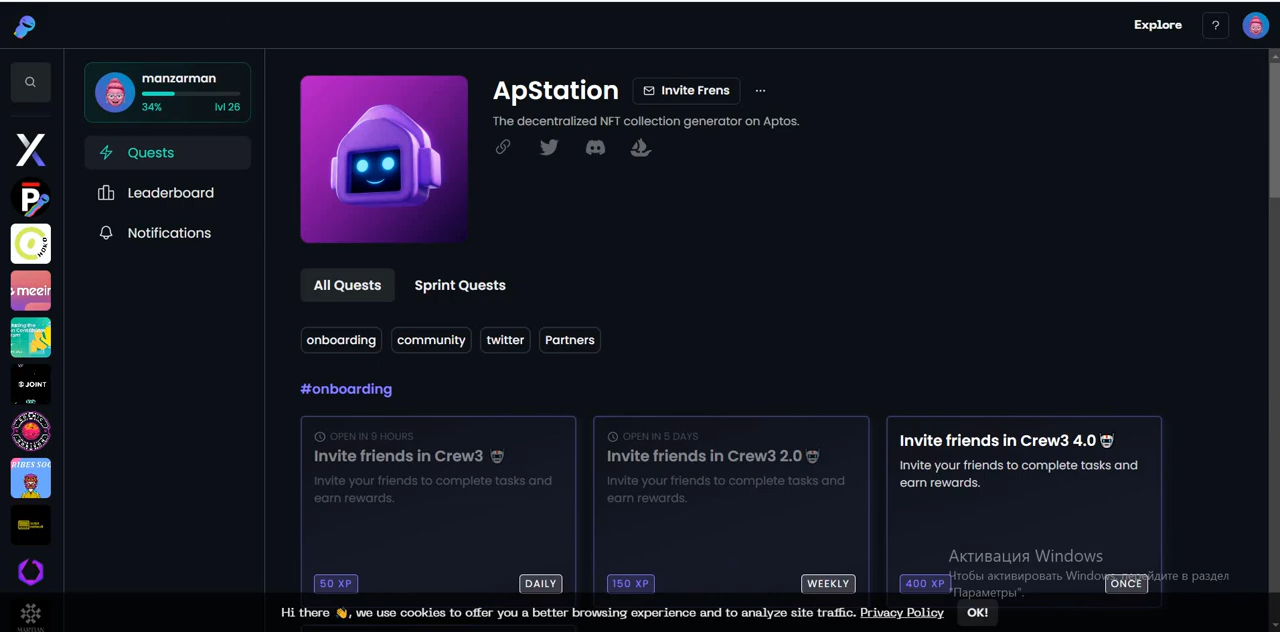 Explore
?
manzarman
34%
lvl 26
Quests
Leaderboard
Notifications
ApStation
Invite Frens
...
The decentralized NFT collection generator on Aptos.
All Quests
Sprint Quests
onboarding
community
twitter
Partners
#onboarding
OPEN IN 9 HOURS
Invite friends in Crew3
Invite your friends to complete tasks and
earn rewards.
50 XP
DAILY
OPEN IN 5 DAYS
Invite friends in Crew3 2.0
Invite your friends to complete tasks and
earn rewards.
150 XP
WEEKLY
Invite friends in Crew3 4.0
Invite your friends to complete tasks and
earn rewards.
400 XP
ONCE
Активация Windows
Чтобы активировать Windows, перейдите в раздел
"Параметры".
Hi there 👋, we use cookies to offer you a better browsing experience and to analyze site traffic. Privacy Policy
OK!
X
P
meeir
JOINT